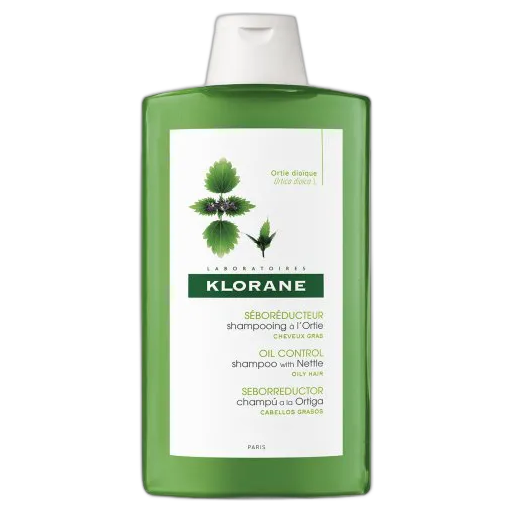 Ortie dioïque
Urtica dioica L.
LABORATOIRES
KLORANE
SÉBORÉDUCTEUR
shampooing à l'Ortie
CHEVEUX GRAS
OIL CONTROL
shampoo with Nettle
OILY HAIR
SEBORREDUCTOR
champú a la Ortiga
CABELLOS GRASOS
PARIS